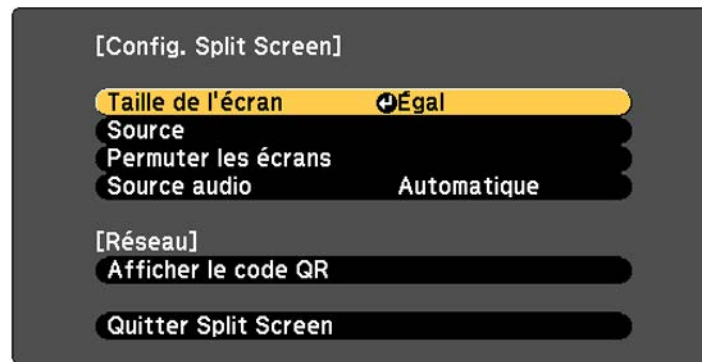 [Config. Split Screen]
Taille de l'écran Égal
Source
Permuter les écrans
Source audio Automatique
[Réseau]
Afficher le code QR
Quitter Split Screen